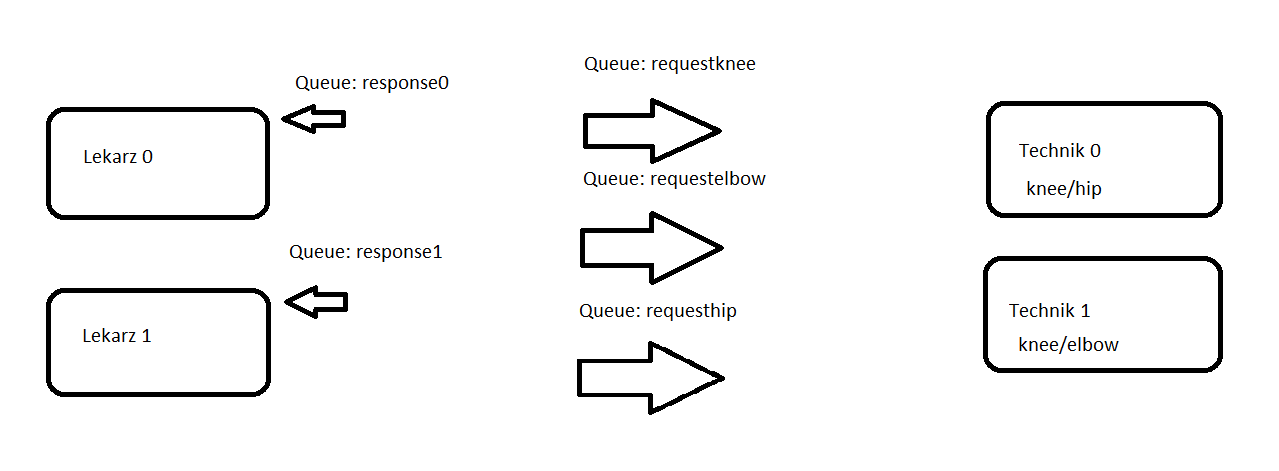 Queue: requestknee
Queue: response0
Lekarz 0
Technik 0
knee/hip
Queue: requestelbow
Queue: response1
Queue: requesthip
Technik 1
knee/elbow
Lekarz 1